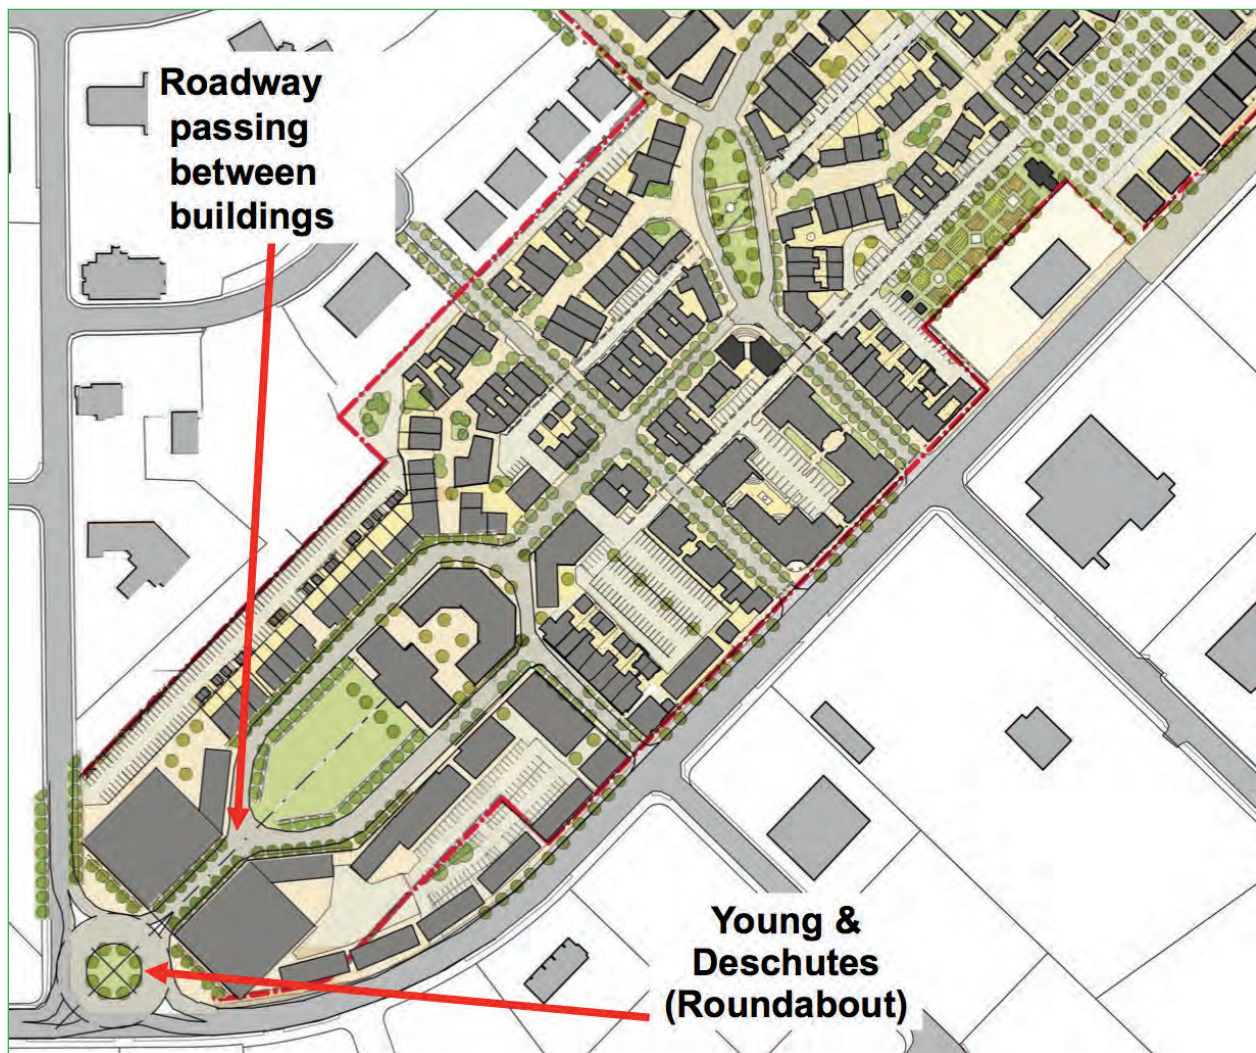 Roadway
passing
between
buildings
Young &
Deschutes
(Roundabout)